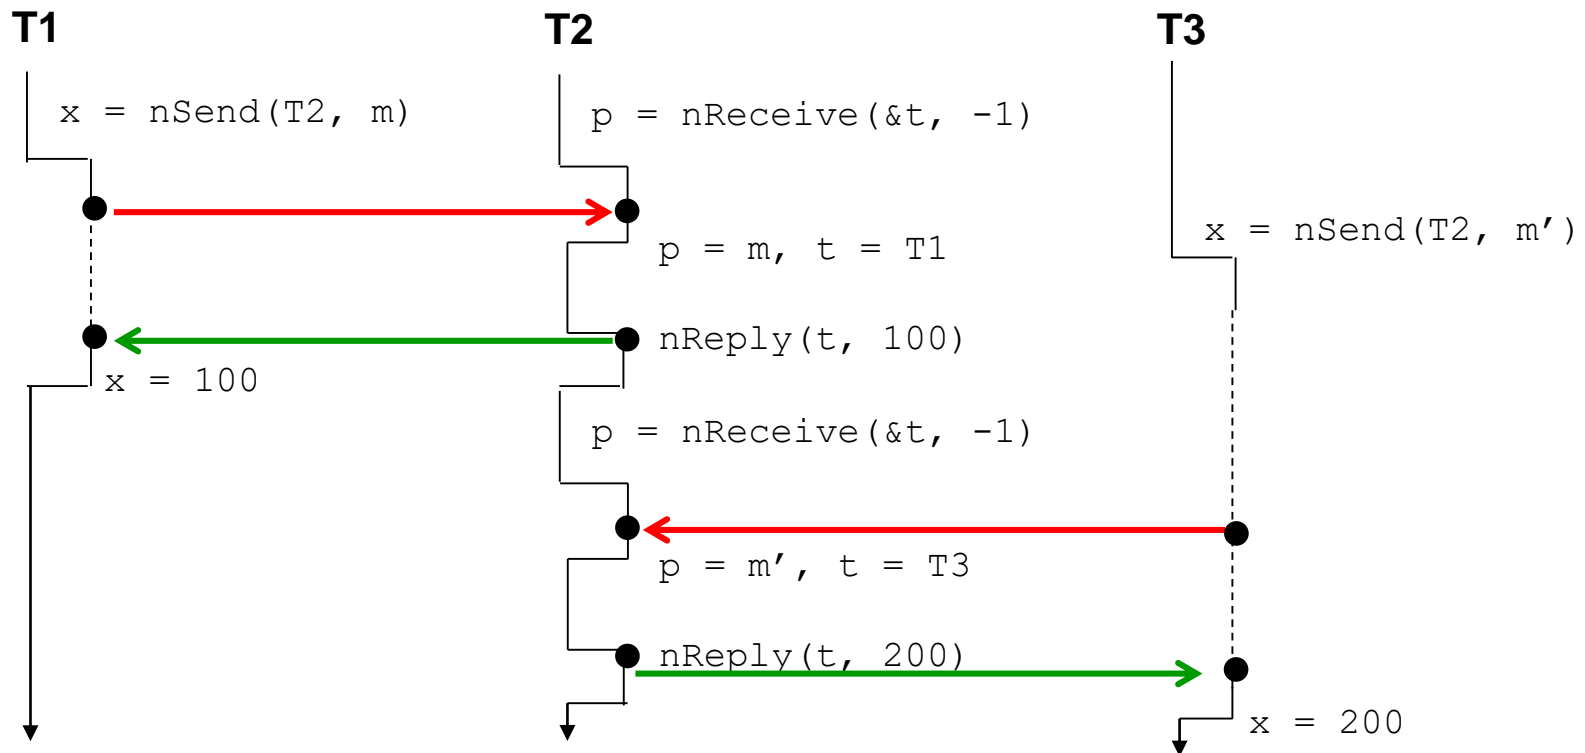 T1 T2 T3
x = nSend(T2, m) p = nReceive(&t, -1)
x = nSend(T2, m′)
p = m, t = T1
nReply(t, 100)
x = 100
p = nReceive(&t, -1)
p = m′, t = T3
nReply(t, 200)
x = 200